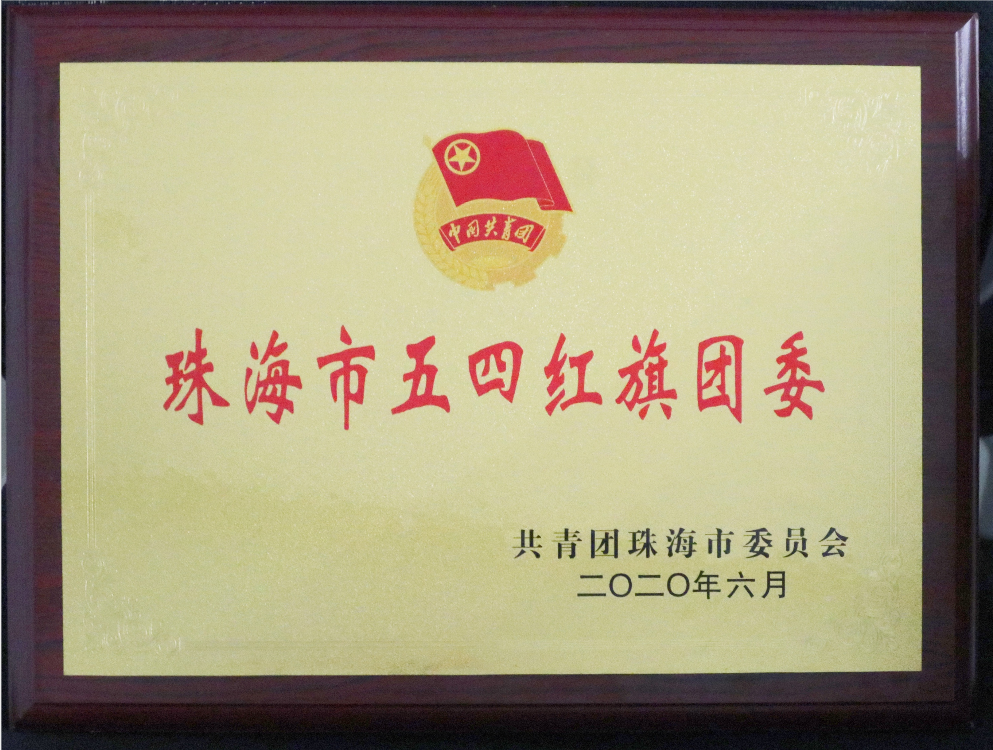 中国共青团
珠海市五四红旗团委
共青团珠海市委员会
二〇二〇年六月